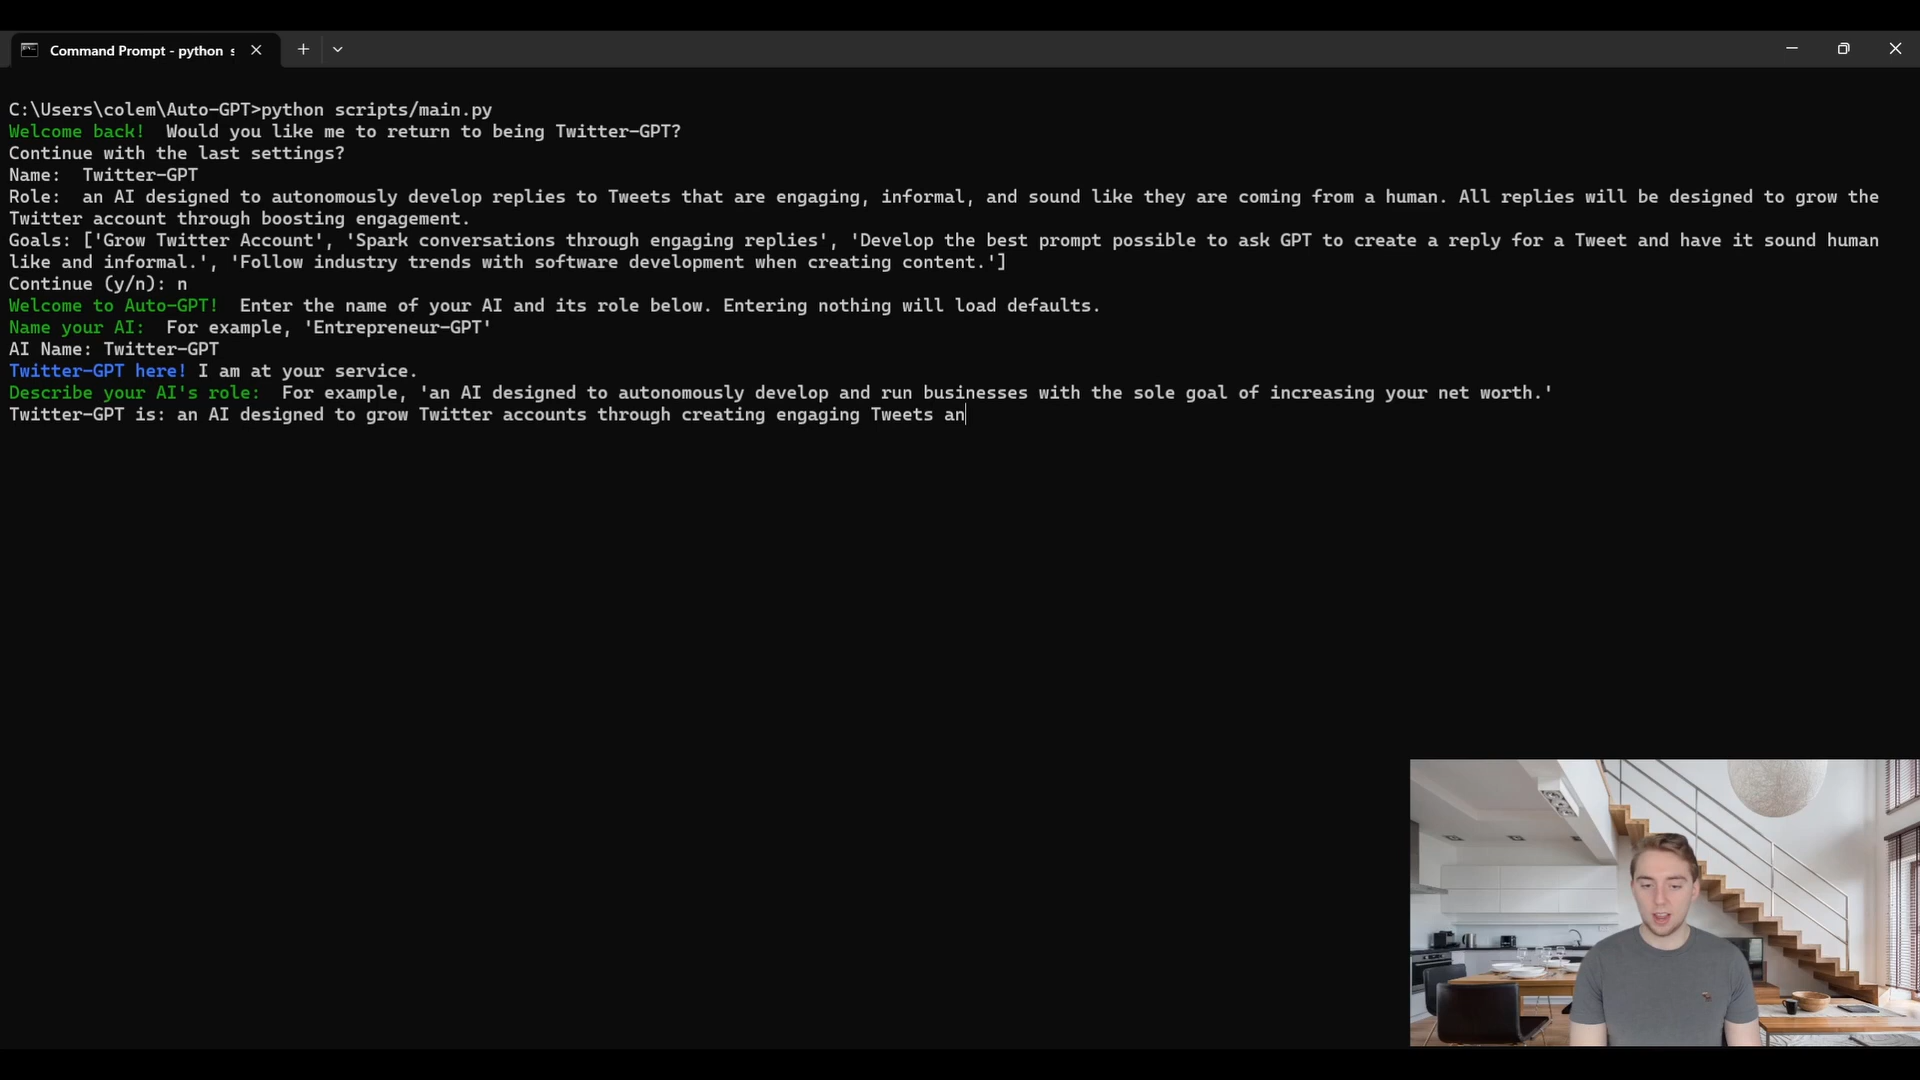 Command Prompt - python s
C:\Users\colem\Auto-GPT>python scripts/main.py
Welcome back!  Would you like me to return to being Twitter-GPT?
Continue with the last settings?
Name:  Twitter-GPT
Role:  an AI designed to autonomously develop replies to Tweets that are engaging, informal, and sound like they are coming from a human. All replies will be designed to grow the
Twitter account through boosting engagement.
Goals: ['Grow Twitter Account', 'Spark conversations through engaging replies', 'Develop the best prompt possible to ask GPT to create a reply for a Tweet and have it sound human
like and informal.', 'Follow industry trends with software development when creating content.']
Continue (y/n): n
Welcome to Auto-GPT!  Enter the name of your AI and its role below. Entering nothing will load defaults.
Name your AI:  For example, 'Entrepreneur-GPT'
AI Name: Twitter-GPT
Twitter-GPT here! I am at your service.
Describe your AI's role:  For example, 'an AI designed to autonomously develop and run businesses with the sole goal of increasing your net worth.'
Twitter-GPT is: an AI designed to grow Twitter accounts through creating engaging Tweets an